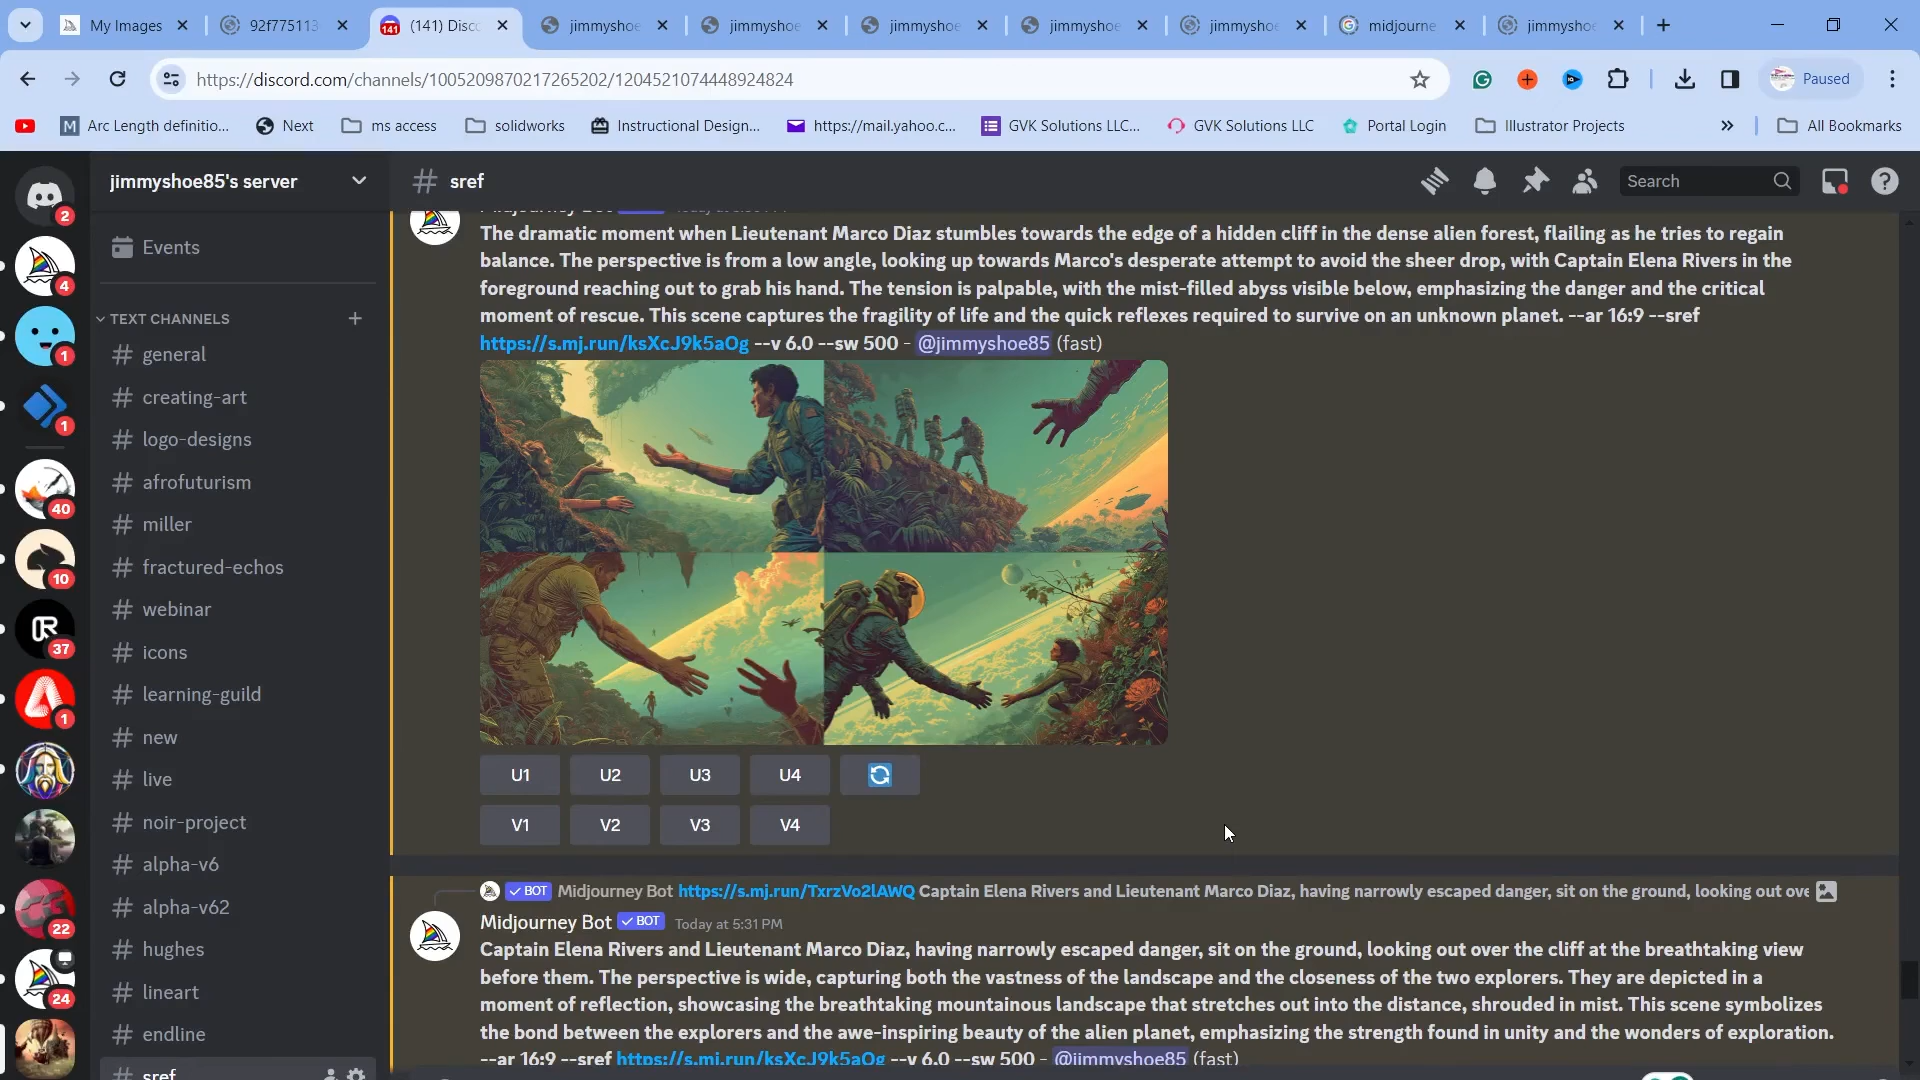 My Images
92f775113
(141) Disc
jimmyshoe
jimmyshoe
jimmyshoe
jimmyshoe
jimmyshoe
midjourne
jimmyshoe
https://discord.com/channels/1005209870217265202/1204521074448924824
Paused
Arc Length definitio...
Next
ms access
solidworks
Instructional Design...
https://mail.yahoo.c...
GVK Solutions LLC...
GVK Solutions LLC
Portal Login
Illustrator Projects
»
All Bookmarks
jimmyshoe85's server
# sref
Search
Events
TEXT CHANNELS
# general
# creating-art
# logo-designs
# afrofuturism
# miller
# fractured-echos
# webinar
# icons
# learning-guild
# new
# live
# noir-project
# alpha-v6
# alpha-v62
# hughes
# lineart
# endline
# sref
141
2
4
1
1
40
10
37
1
22
24
The dramatic moment when Lieutenant Marco Diaz stumbles towards the edge of a hidden cliff in the dense alien forest, flailing as he tries to regain
balance. The perspective is from a low angle, looking up towards Marco's desperate attempt to avoid the sheer drop, with Captain Elena Rivers in the
foreground reaching out to grab his hand. The tension is palpable, with the mist-filled abyss visible below, emphasizing the danger and the critical
moment of rescue. This scene captures the fragility of life and the quick reflexes required to survive on an unknown planet. --ar 16:9 --sref
https://s.mj.run/ksXcJ9k5aOg --v 6.0 --sw 500 - @jimmyshoe85 (fast)
U1 U2 U3 U4
V1 V2 V3 V4
BOT Midjourney Bot https://s.mj.run/TxrzVo2lAWQ Captain Elena Rivers and Lieutenant Marco Diaz, having narrowly escaped danger, sit on the ground, looking out ove
Midjourney Bot BOT Today at 5:31 PM
Captain Elena Rivers and Lieutenant Marco Diaz, having narrowly escaped danger, sit on the ground, looking out over the cliff at the breathtaking view
before them. The perspective is wide, capturing both the vastness of the landscape and the closeness of the two explorers. They are depicted in a
moment of reflection, showcasing the breathtaking mountainous landscape that stretches out into the distance, shrouded in mist. This scene symbolizes
the bond between the explorers and the awe-inspiring beauty of the alien planet, emphasizing the strength found in unity and the wonders of exploration.
--ar 16:9 --sref https://s.mj.run/ksXcJ9k5aOg --v 6.0 --sw 500 - @jimmyshoe85 (fast)